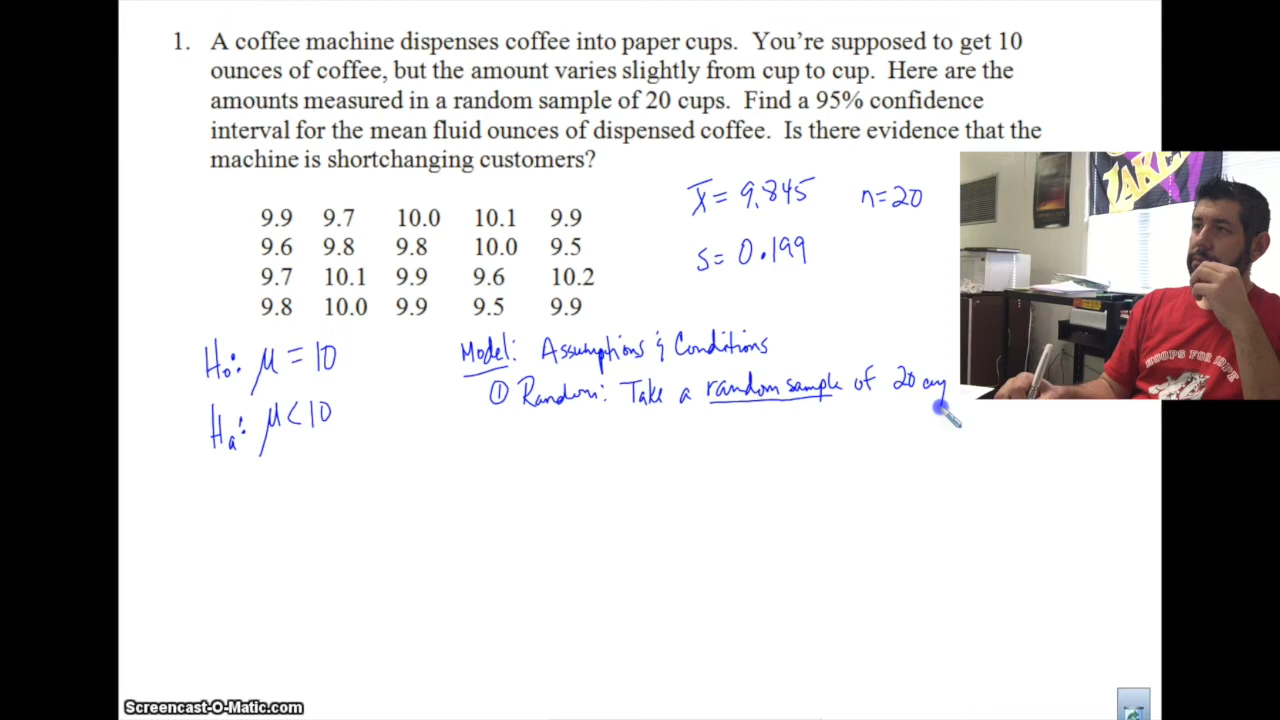 1. A coffee machine dispenses coffee into paper cups. You're supposed to get 10
ounces of coffee, but the amount varies slightly from cup to cup. Here are the
amounts measured in a random sample of 20 cups. Find a 95% confidence
interval for the mean fluid ounces of dispensed coffee. Is there evidence that the
machine is shortchanging customers?
x̄ = 9.845 n=20
s= 0.199
9.9 9.7 10.0 10.1 9.9
9.6 9.8 9.8 10.0 9.5
9.7 10.1 9.9 9.6 10.2
9.8 10.0 9.9 9.5 9.9
H₀: μ = 10
Hₐ: μ < 10
Model: Assumptions & Conditions
① Random: Take a random sample of 20 cup
HOOPS FOR HOPE
Screencast-O-Matic.com